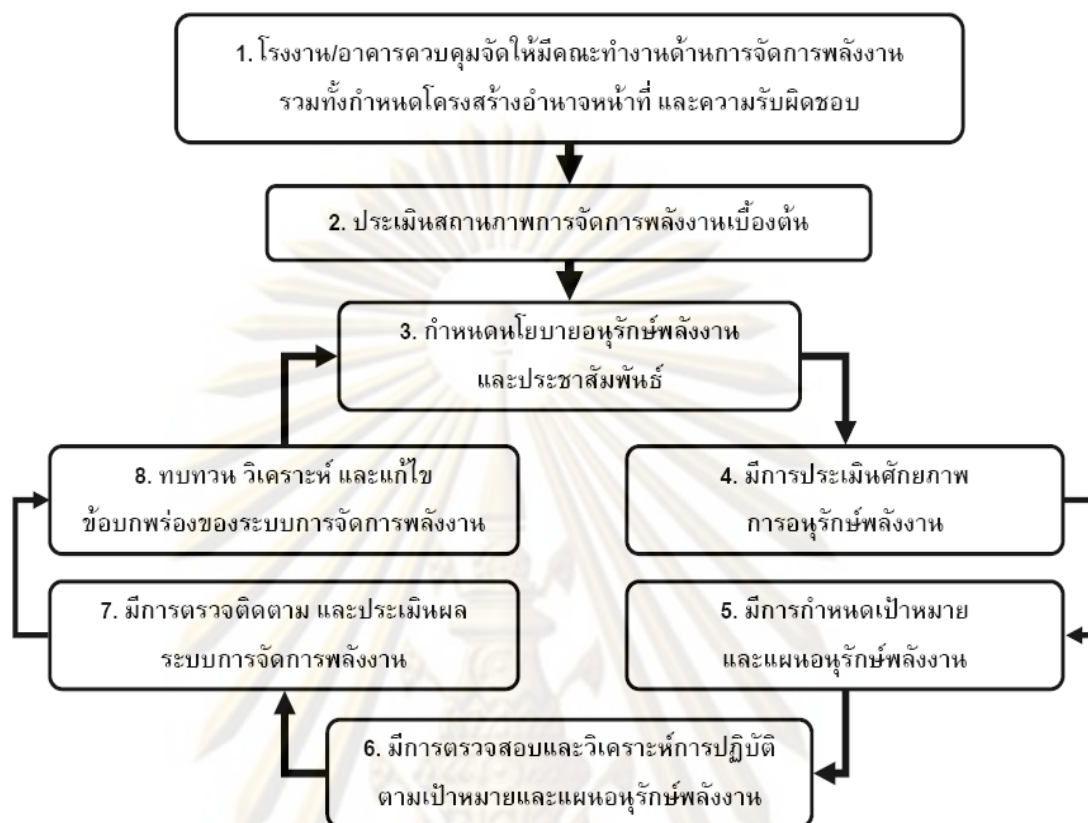 1. โรงงาน/อาคารควบคุมจัดให้มีคณะทำงานด้านการจัดการพลังงาน
รวมทั้งกำหนดโครงสร้างอำนาจหน้าที่ และความรับผิดชอบ
2. ประเมินสถานภาพการจัดการพลังงานเบื้องต้น
3. กำหนดนโยบายอนุรักษ์พลังงาน
และประชาสัมพันธ์
4. มีการประเมินศักยภาพ
การอนุรักษ์พลังงาน
5. มีการกำหนดเป้าหมาย
และแผนอนุรักษ์พลังงาน
6. มีการตรวจสอบและวิเคราะห์การปฏิบัติ
ตามเป้าหมายและแผนอนุรักษ์พลังงาน
7. มีการตรวจติดตาม และประเมินผล
ระบบการจัดการพลังงาน
8. ทบทวน วิเคราะห์ และแก้ไข
ข้อบกพร่องของระบบการจัดการพลังงาน